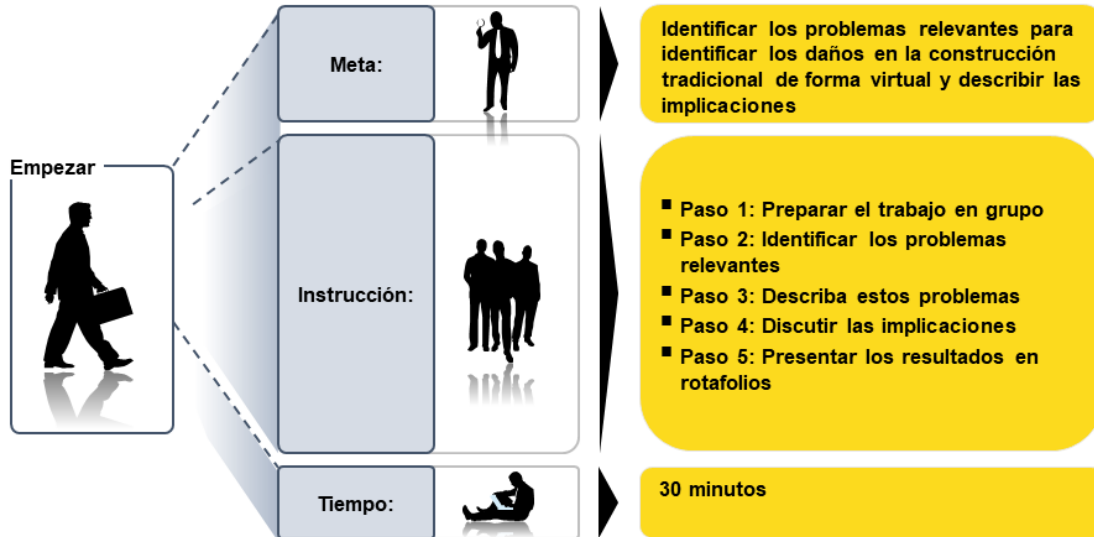 Empezar
Meta:
Identificar los problemas relevantes para
identificar los daños en la construcción
tradicional de forma virtual y describir las
implicaciones
Instrucción:
▪ Paso 1: Preparar el trabajo en grupo
▪ Paso 2: Identificar los problemas
relevantes
▪ Paso 3: Describa estos problemas
▪ Paso 4: Discutir las implicaciones
▪ Paso 5: Presentar los resultados en
rotafolios
Tiempo:
30 minutos